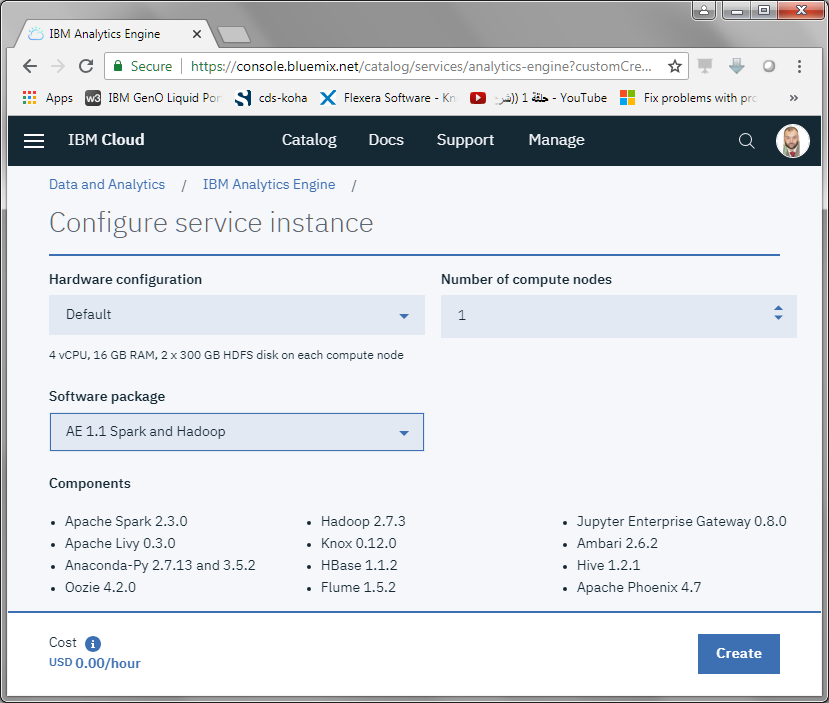 IBM Analytics Engine
Secure https://console.bluemix.net/catalog/services/analytics-engine?customCre...
Apps w3 IBM GenO Liquid Por cds-koha Flexera Software - Kn حلقة 1 ((شر - YouTube Fix problems with pro »
IBM Cloud Catalog Docs Support Manage
Data and Analytics / IBM Analytics Engine /
Configure service instance
Hardware configuration Number of compute nodes
Default 1
4 vCPU, 16 GB RAM, 2 x 300 GB HDFS disk on each compute node
Software package
AE 1.1 Spark and Hadoop
Components
• Apache Spark 2.3.0 • Hadoop 2.7.3 • Jupyter Enterprise Gateway 0.8.0
• Apache Livy 0.3.0 • Knox 0.12.0 • Ambari 2.6.2
• Anaconda-Py 2.7.13 and 3.5.2 • HBase 1.1.2 • Hive 1.2.1
• Oozie 4.2.0 • Flume 1.5.2 • Apache Phoenix 4.7
Cost
USD 0.00/hour
Create